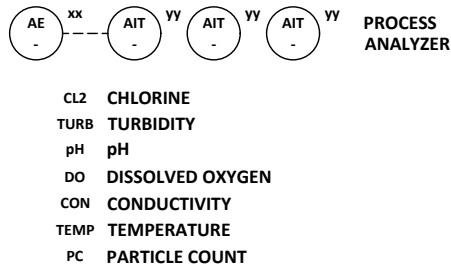 xx yy yy yy
AE AIT AIT AIT PROCESS
- - - - ANALYZER
CL2 CHLORINE
TURB TURBIDITY
pH pH
DO DISSOLVED OXYGEN
CON CONDUCTIVITY
TEMP TEMPERATURE
PC PARTICLE COUNT